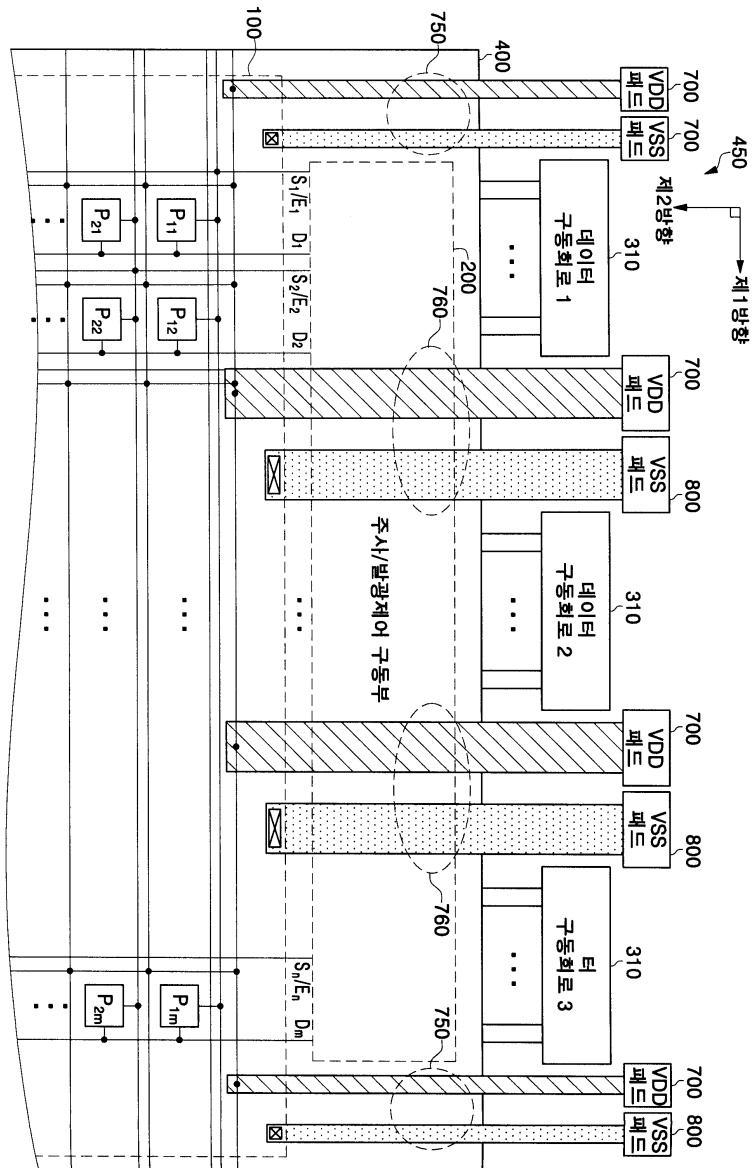 450
제2방향
제1방향
700
VDD
패드
700
VSS
패드
310
데이터
구동회로 1
700
VDD
패드
800
VSS
패드
310
데이터
구동회로 2
700
VDD
패드
800
VSS
패드
310
터
구동회로 3
700
VDD
패드
800
VSS
패드
400
750
200
760
760
750
주사/발광제어 구동부
100
S1/E1
D1
S2/E2
D2
Sn/En
Dm
P11
P12
P1m
P21
P22
P2m